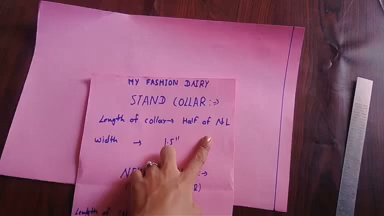 MY FASHION DAIRY
STAND COLLAR :->
Length of collar → Half of N.L
Width → 1.5"